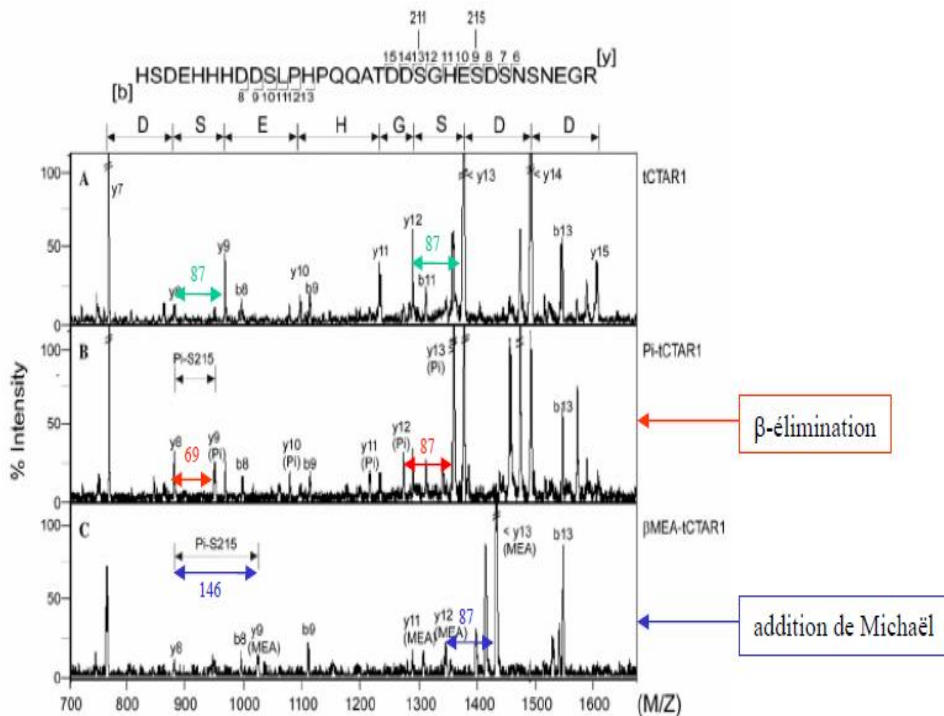 211 215
15 14 13 12 11 10 9 8 7 6
HSDEHHHDDSLPHPQQATDDSGHESDSNSNEGR [y]
[b]
8 9 10 11 12 13
D S E H G S D D
A
tCTAR1
100
50
0
y7
y8
87
y9
b8
y10
b9
y11
y12
87
b11
< y13
< y14
b13
y15
B
Pi-tCTAR1
100
50
0
Pi-S215
y8
69
y9 (Pi)
b8
y10 (Pi)
b9
y11 (Pi)
y12 (Pi)
87
y13 (Pi)
b13
β-élimination
% Intensity
C
βMEA-tCTAR1
100
50
0
Pi-S215
146
y8
b8
y9 (MEA)
b9
y11 (MEA)
y12 (MEA)
87
< y13 (MEA)
b13
addition de Michaël
700 800 900 1000 1100 1200 1300 1400 1500 1600 (M/Z)